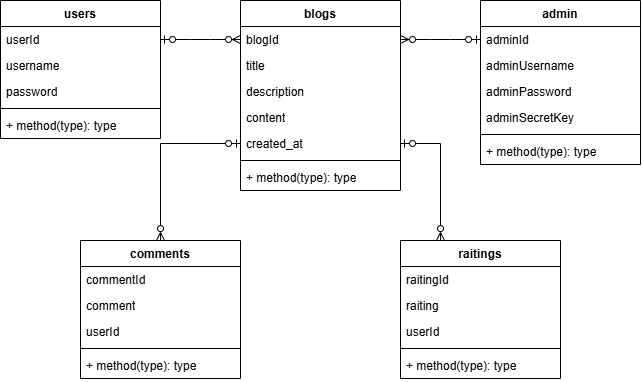 users
userId
username
password
+ method(type): type
blogs
blogId
title
description
content
created_at
+ method(type): type
admin
adminId
adminUsername
adminPassword
adminSecretKey
+ method(type): type
comments
commentId
comment
userId
+ method(type): type
raitings
raitingId
raiting
userId
+ method(type): type